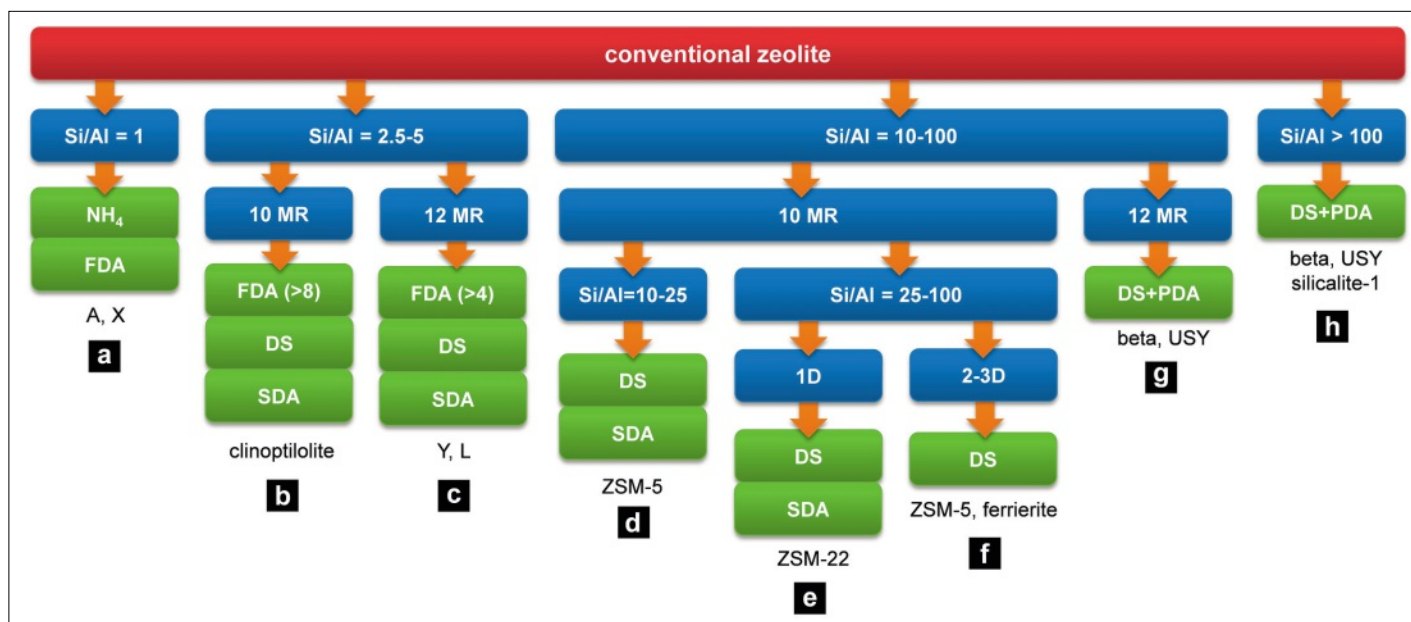 conventional zeolite
Si/Al = 1
Si/Al = 2.5-5
Si/Al = 10-100
Si/Al > 100
NH₄
FDA
A, X
a
10 MR
12 MR
FDA (>8)
DS
SDA
clinoptilolite
b
FDA (>4)
DS
SDA
Y, L
c
10 MR
12 MR
Si/Al=10-25
Si/Al = 25-100
DS
SDA
ZSM-5
d
1D
2-3D
DS
SDA
ZSM-22
e
DS
ZSM-5, ferrierite
f
DS+PDA
beta, USY
g
DS+PDA
beta, USY
silicalite-1
h